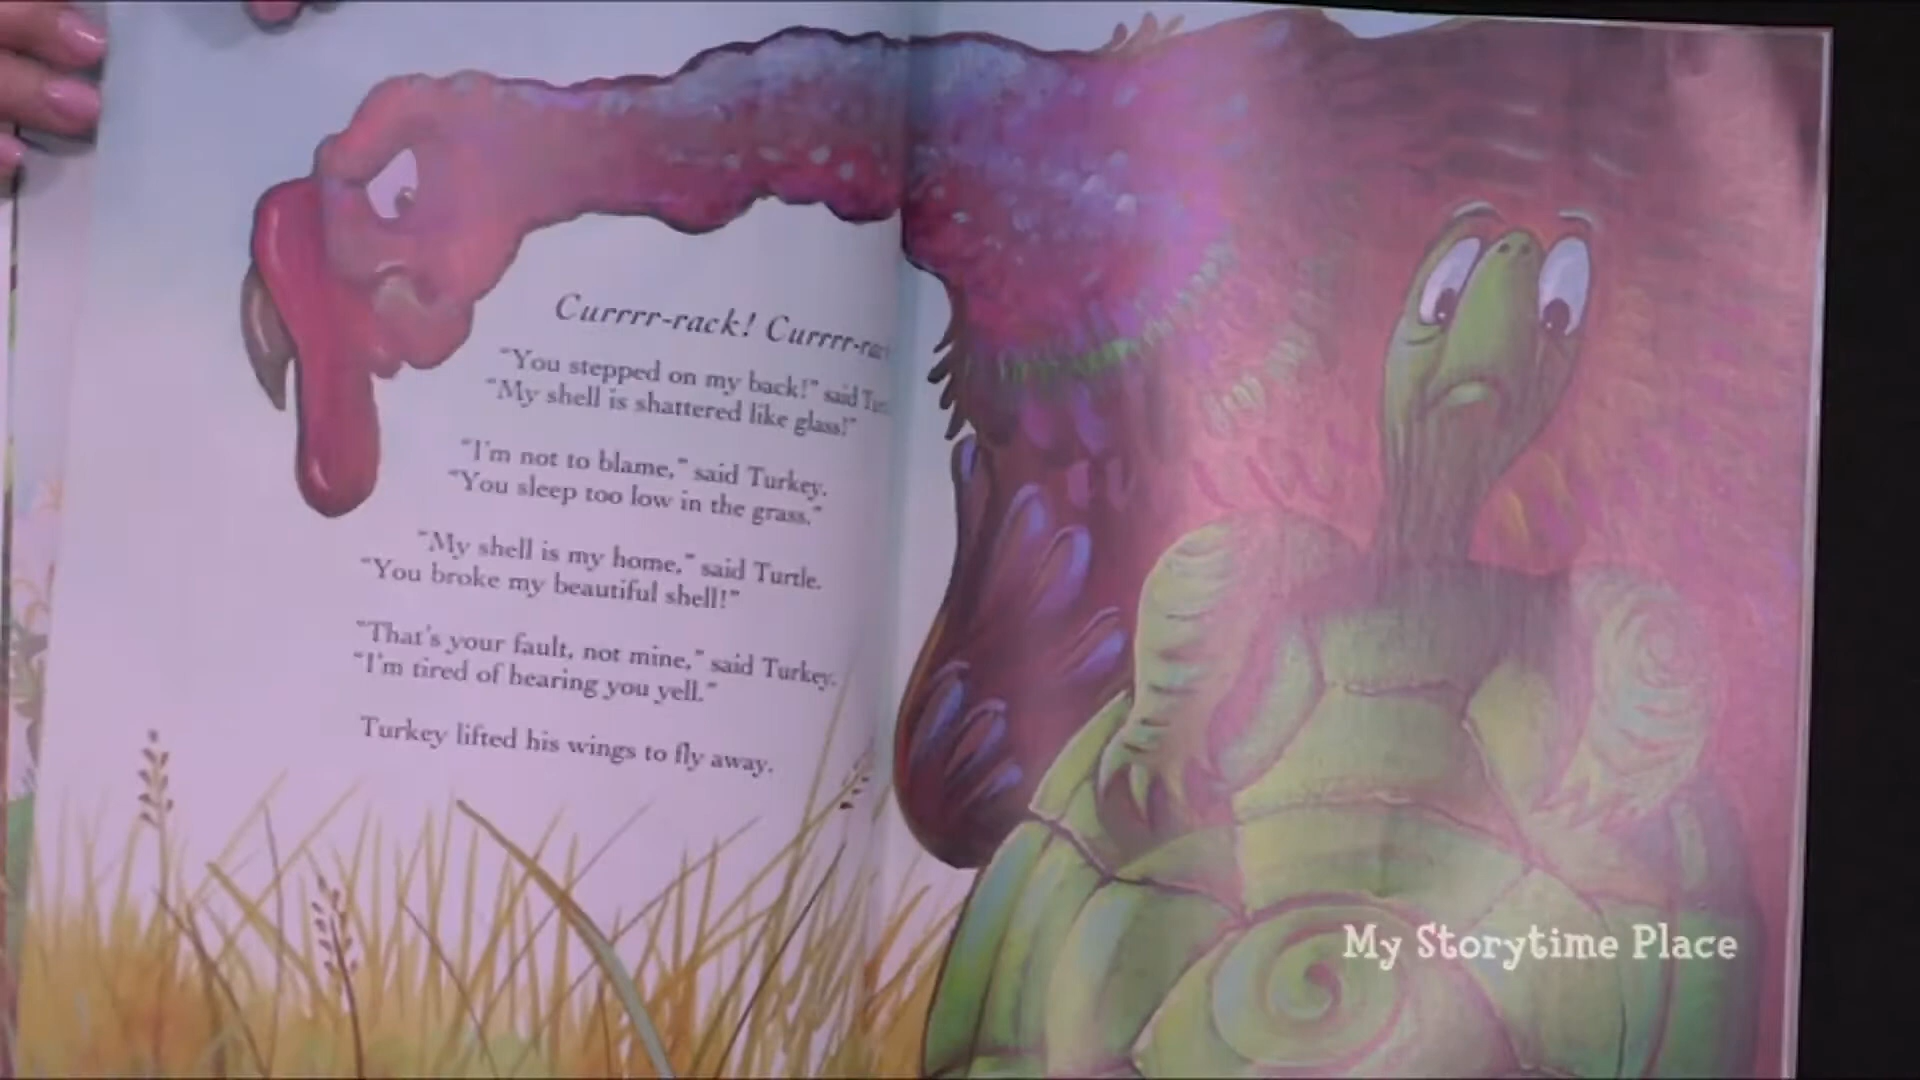 Currrr-rack! Currrr-rac
"You stepped on my back!" said
"My shell is shattered like glass!"
"I'm not to blame," said Turkey.
"You sleep too low in the grass."
"My shell is my home," said Turtle.
"You broke my beautiful shell!"
"That's your fault, not mine," said Turkey.
"I'm tired of hearing you yell."
Turkey lifted his wings to fly away.
My Storytime Place